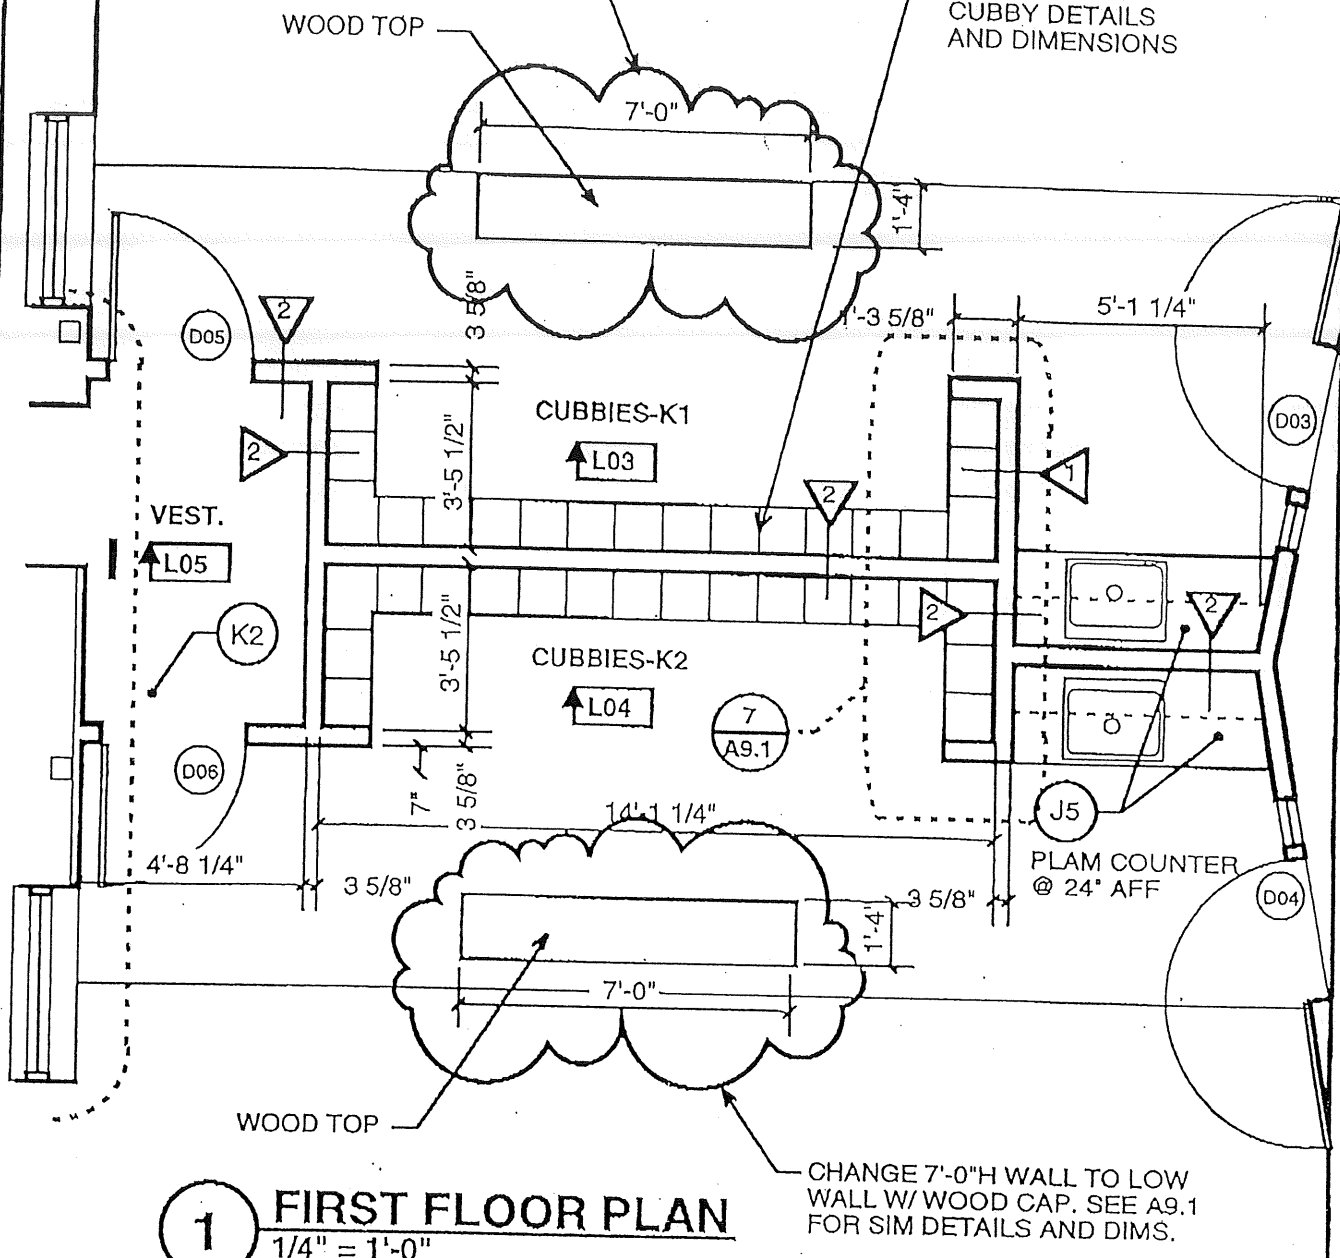 WOOD TOP
CUBBY DETAILS
AND DIMENSIONS
7'-0"
1'-4"
2
D05
3 5/8"
1'-3 5/8"
5'-1 1/4"
CUBBIES-K1
L03
D03
2
3'-5 1/2"
2
1
VEST.
L05
K2
3'-5 1/2"
CUBBIES-K2
L04
2
2
7
A9.1
D06
7"
3 5/8"
14'-1 1/4"
J5
PLAM COUNTER
@ 24" AFF
D04
4'-8 1/4"
3 5/8"
3 5/8"
1'-4"
7'-0"
WOOD TOP
CHANGE 7'-0"H WALL TO LOW
WALL W/ WOOD CAP. SEE A9.1
FOR SIM DETAILS AND DIMS.
1
FIRST FLOOR PLAN
1/4" = 1'-0"